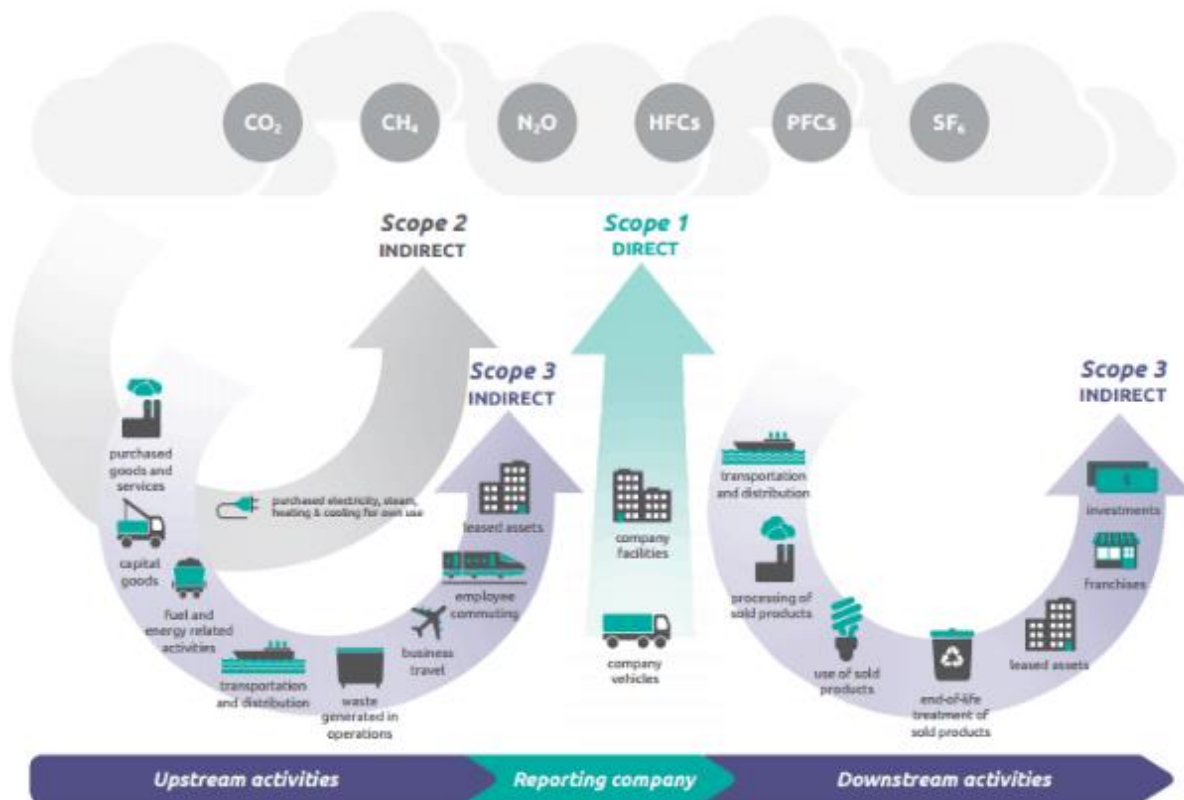 CO₂
CH₄
N₂O
HFCs
PFCs
SF₆
Scope 2
INDIRECT
Scope 1
DIRECT
Scope 3
INDIRECT
Scope 3
INDIRECT
purchased
goods and
services
capital
goods
fuel and
energy related
activities
purchased electricity, steam,
heating & cooling for own use
transportation
and distribution
waste
generated in
operations
business
travel
employee
commuting
leased assets
company
facilities
company
vehicles
transportation
and distribution
processing of
sold products
use of sold
products
end-of-life
treatment of
sold products
leased assets
franchises
investments
Upstream activities
Reporting company
Downstream activities